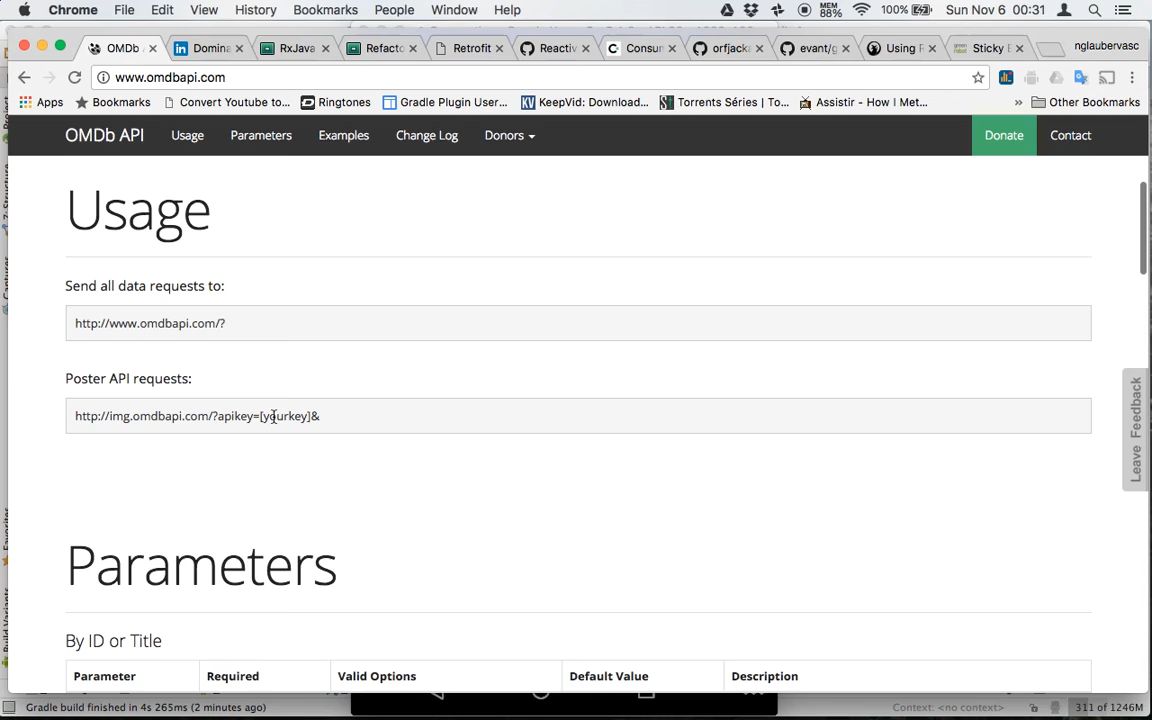 Chrome File Edit View History Bookmarks People Window Help MEM 88% 100% Sun Nov 6 00:31
OMDb A Domina RxJava Refacto Retrofit Reactiv Consum orfjacka evant/g Using R Sticky E nglaubervasc
www.omdbapi.com
Apps Bookmarks Convert Youtube to... Ringtones Gradle Plugin User... KeepVid: Download... Torrents Séries | To... Assistir - How I Met... » Other Bookmarks
OMDb API Usage Parameters Examples Change Log Donors Donate Contact
Usage
Send all data requests to:
http://www.omdbapi.com/?
Poster API requests:
http://img.omdbapi.com/?apikey=[yourkey]&
Leave Feedback
Parameters
By ID or Title
Parameter Required Valid Options Default Value Description
Gradle build finished in 4s 265ms (2 minutes ago) Context: <no context> 311 of 1246M